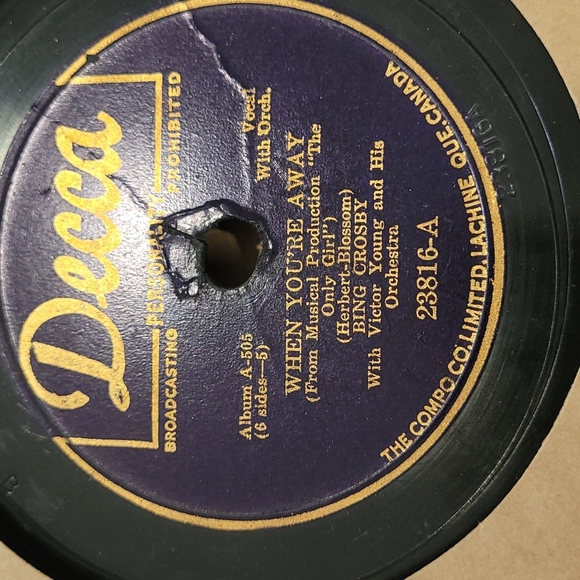 Decca
BROADCASTING PERSONALITY PROHIBITED
Album A-505
(6 sides—5)
Vocal
With Orch.
WHEN YOU'RE AWAY
(From Musical Production "The
Only Girl")
(Herbert-Blossom)
BING CROSBY
With Victor Young and His
Orchestra
23816-A
THE COMPO CO. LIMITED, LACHINE, QUE. CANADA